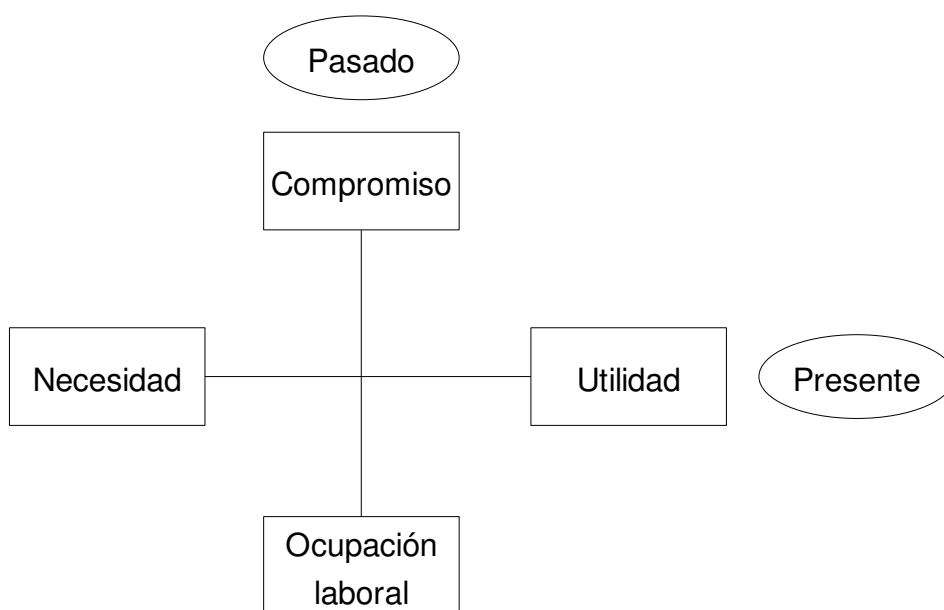 Pasado
Compromiso
Necesidad
Utilidad
Presente
Ocupación
laboral